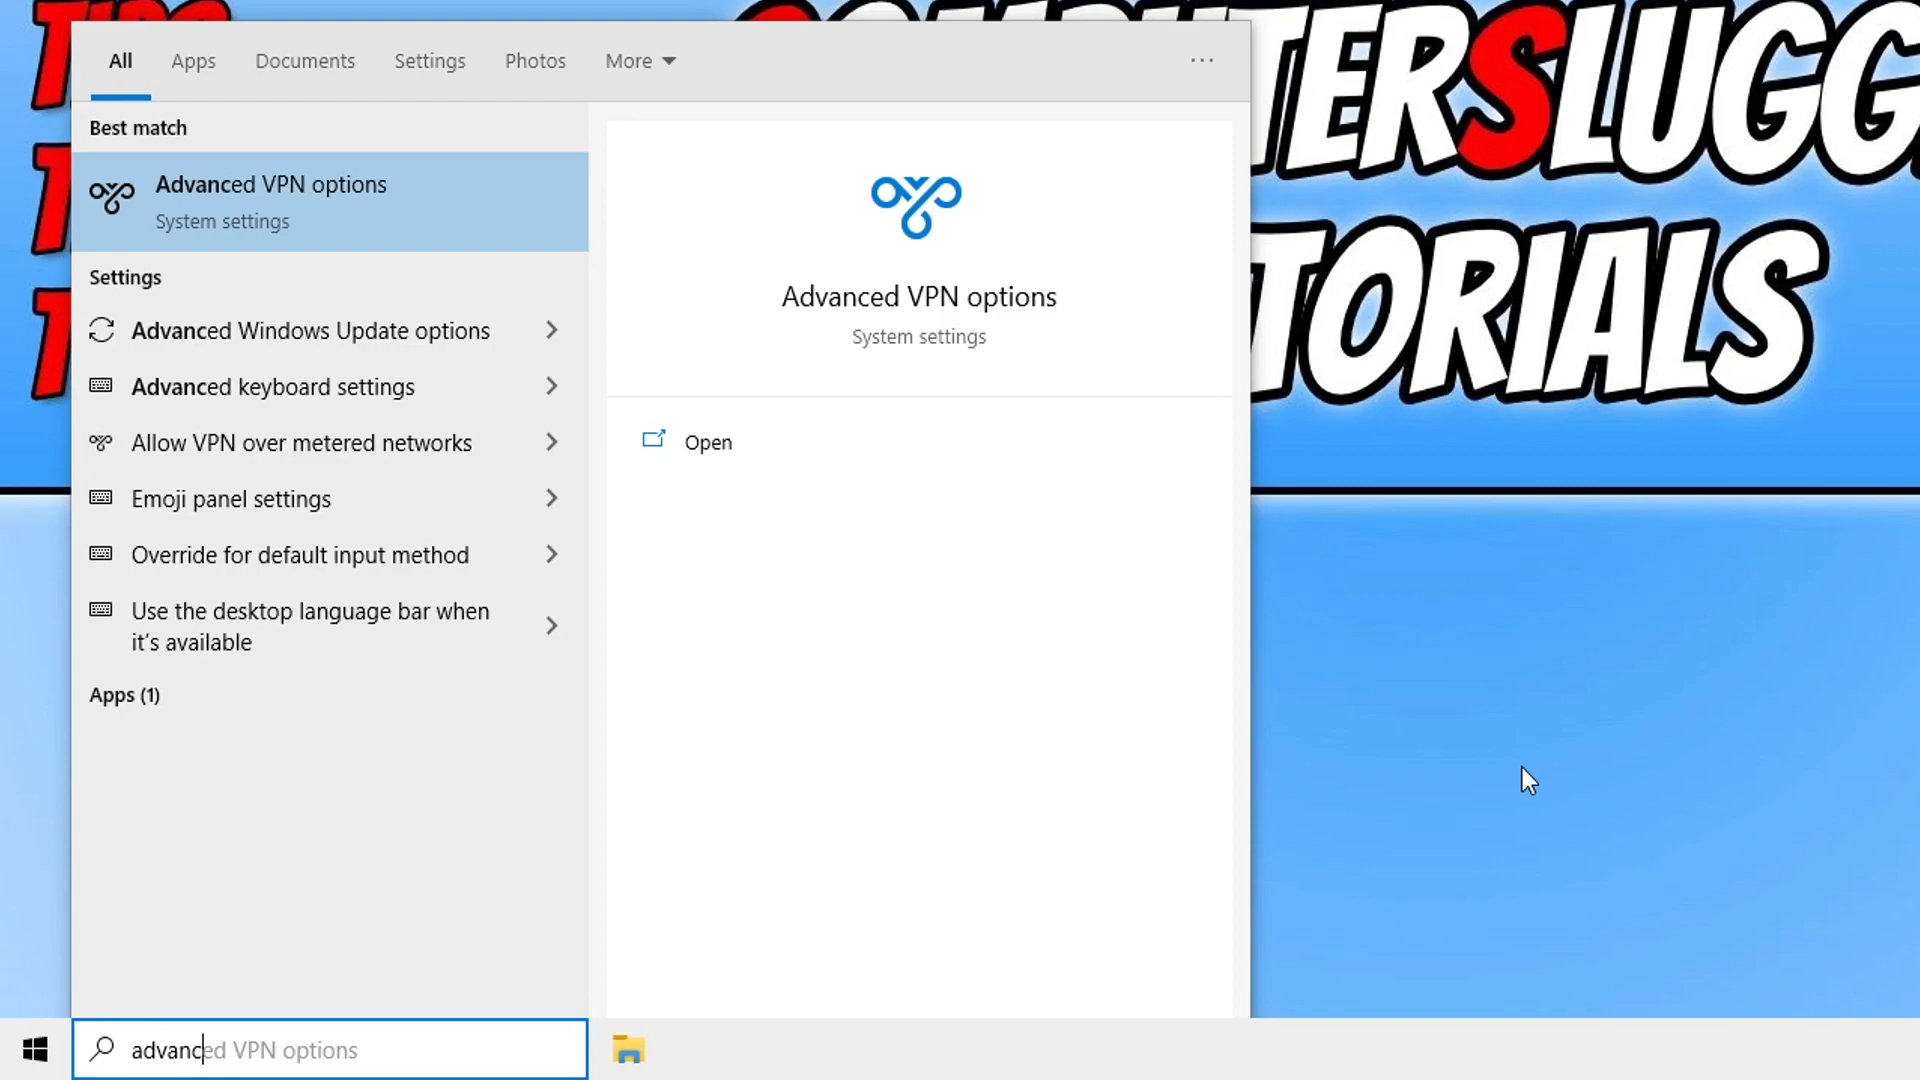 All Apps Documents Settings Photos More ...
Best match
Advanced VPN options
System settings
Settings
Advanced Windows Update options
Advanced keyboard settings
Allow VPN over metered networks
Emoji panel settings
Override for default input method
Use the desktop language bar when
it's available
Apps (1)
Advanced VPN options
System settings
Open
TERSLUGG
TORIALS
advanced VPN options